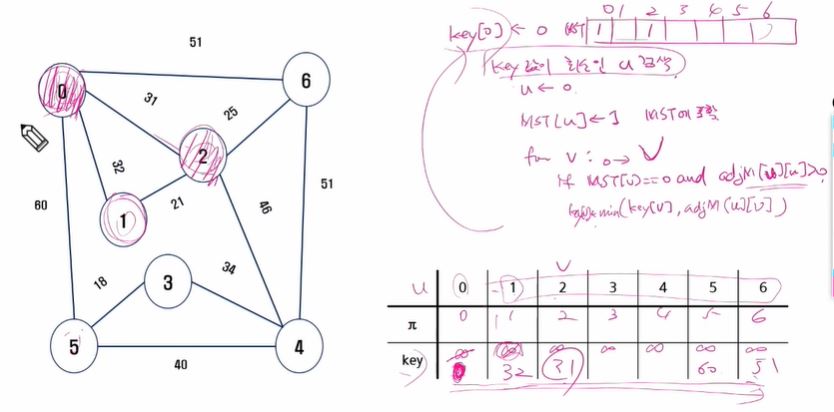 51
0
6
31
25
2
32
1
21
60
51
46
18
3
34
5
4
40
0 1 2 3 4 5 6
key[0] ← 0 MST 1 1
key 값이 최소인 u 검색
u ← 0
MST[u] ← 1 MST에 포함
for v : 0 → V
if MST[v]==0 and adjM[u][v]>0
min(key[v], adjM[u][v])
V
u 0 1 2 3 4 5 6
π 0 1 2 3 4 5 6
key ∞ ∞ ∞ ∞ ∞ ∞ ∞
0 32 31 60 51